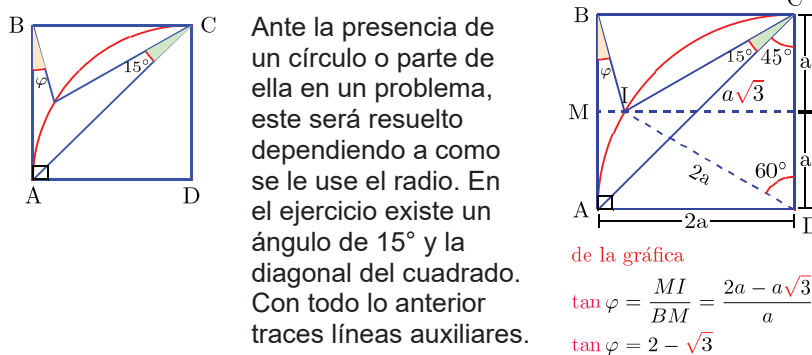 B
C
15°
φ
A
D
Ante la presencia de
un círculo o parte de
ella en un problema,
este será resuelto
dependiendo a como
se le use el radio. En
el ejercicio existe un
ángulo de 15° y la
diagonal del cuadrado.
Con todo lo anterior
traces líneas auxiliares.
B
C
15°
45°
φ
a
I
a√3
M
a
60°
2a
A
2a
D
de la gráfica
tan φ = MI/BM = (2a − a√3)/a
tan φ = 2 − √3